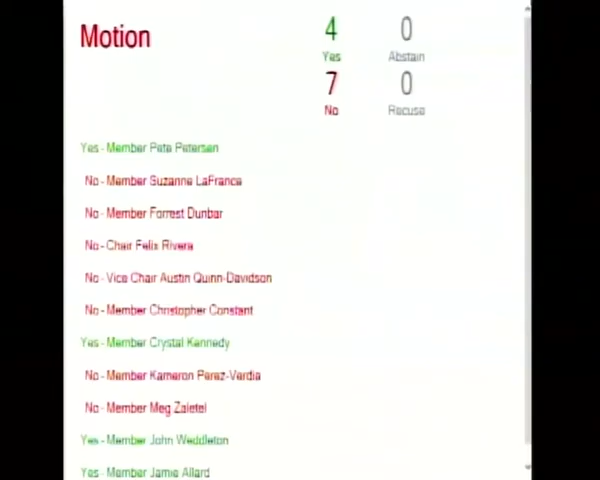 Motion
4 0
Yes Abstain
7 0
No Recuse
Yes - Member Pete Petersen
No - Member Suzanne LaFrance
No - Member Forrest Dunbar
No - Chair Felix Rivera
No - Vice Chair Austin Quinn-Davidson
No - Member Christopher Constant
Yes - Member Crystal Kennedy
No - Member Kameron Perez-Verdia
No - Member Meg Zaletel
Yes - Member John Weddleton
Yes - Member Jamie Allard